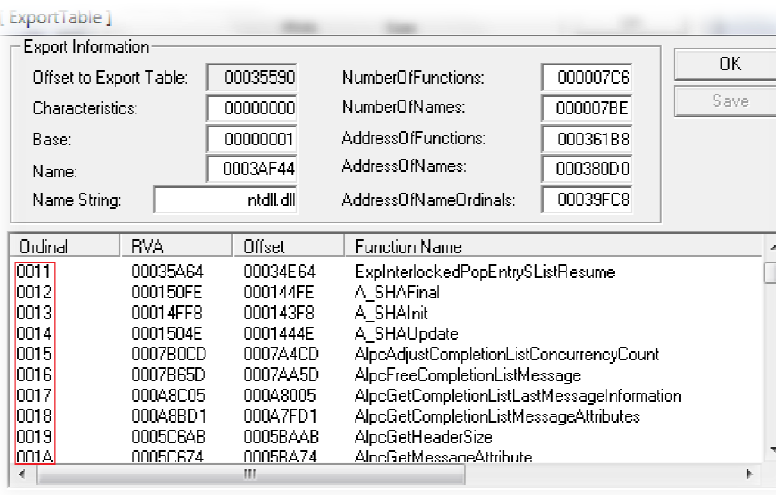 [ ExportTable ]
Export Information
Offset to Export Table: 00035590 NumberOfFunctions: 000007C6 OK
Characteristics: 00000000 NumberOfNames: 000007BE Save
Base: 00000001 AddressOfFunctions: 000361B8
Name: 0003AF44 AddressOfNames: 000380D0
Name String: ntdll.dll AddressOfNameOrdinals: 00039FC8
Ordinal RVA Offset Function Name
0011 00035A64 00034E64 ExpInterlockedPopEntrySListResume
0012 000150FE 000144FE A_SHAFinal
0013 00014FF8 000143F8 A_SHAInit
0014 0001504E 0001444E A_SHAUpdate
0015 0007B0CD 0007A4CD AlpcAdjustCompletionListConcurrencyCount
0016 0007B65D 0007AA5D AlpcFreeCompletionListMessage
0017 000A8C05 000A8005 AlpcGetCompletionListLastMessageInformation
0018 000A8BD1 000A7FD1 AlpcGetCompletionListMessageAttributes
0019 0005C6AB 0005BAAB AlpcGetHeaderSize
001A 0005C674 0005BA74 AlpcGetMessageAttribute